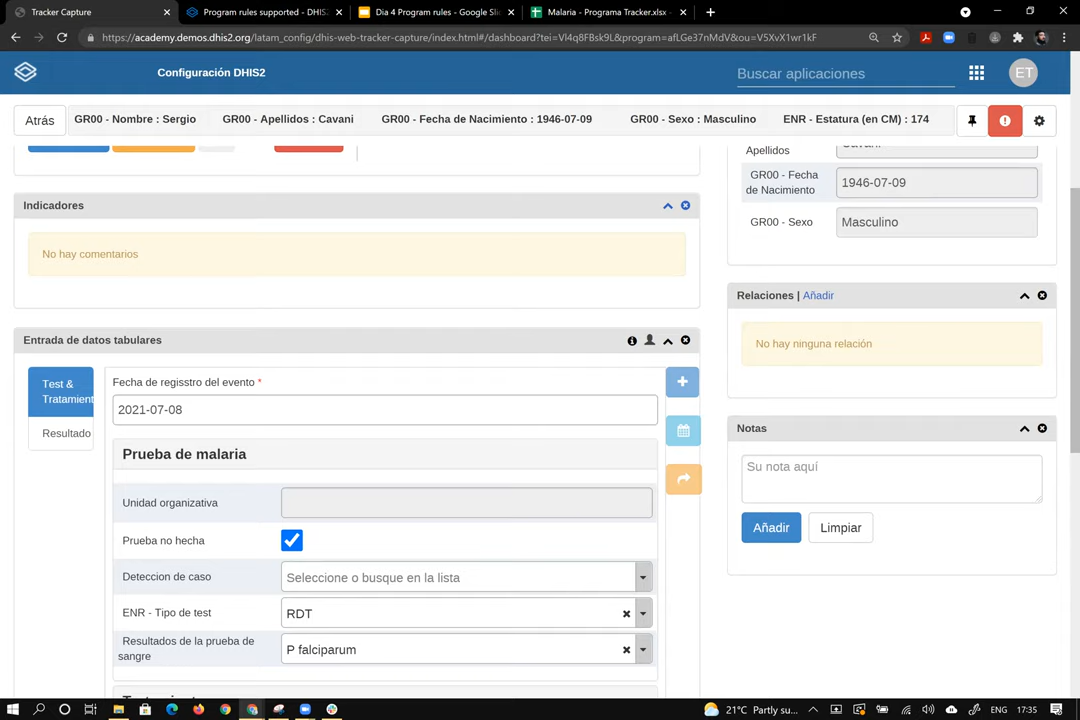 Tracker Capture
Program rules supported - DHIS2
Dia 4 Program rules - Google Slid
Malaria - Programa Tracker.xlsx -
https://academy.demos.dhis2.org/latam_config/dhis-web-tracker-capture/index.html#/dashboard?tei=Vl4q8FBsk9L&program=afLGe37nMdV&ou=V5XvX1wr1kF
Configuración DHIS2
Buscar aplicaciones
ET
Atrás
GR00 - Nombre : Sergio
GR00 - Apellidos : Cavani
GR00 - Fecha de Nacimiento : 1946-07-09
GR00 - Sexo : Masculino
ENR - Estatura (en CM) : 174
Apellidos
Cavani
GR00 - Fecha
de Nacimiento
1946-07-09
GR00 - Sexo
Masculino
Indicadores
No hay comentarios
Relaciones | Añadir
No hay ninguna relación
Entrada de datos tabulares
Test &
Tratamient
Resultado
Fecha de regisstro del evento *
2021-07-08
Prueba de malaria
Unidad organizativa
Prueba no hecha
Deteccion de caso
Seleccione o busque en la lista
ENR - Tipo de test
RDT
Resultados de la prueba de
sangre
P falciparum
Notas
Su nota aquí
Añadir
Limpiar
21°C Partly su...
ENG
17:35